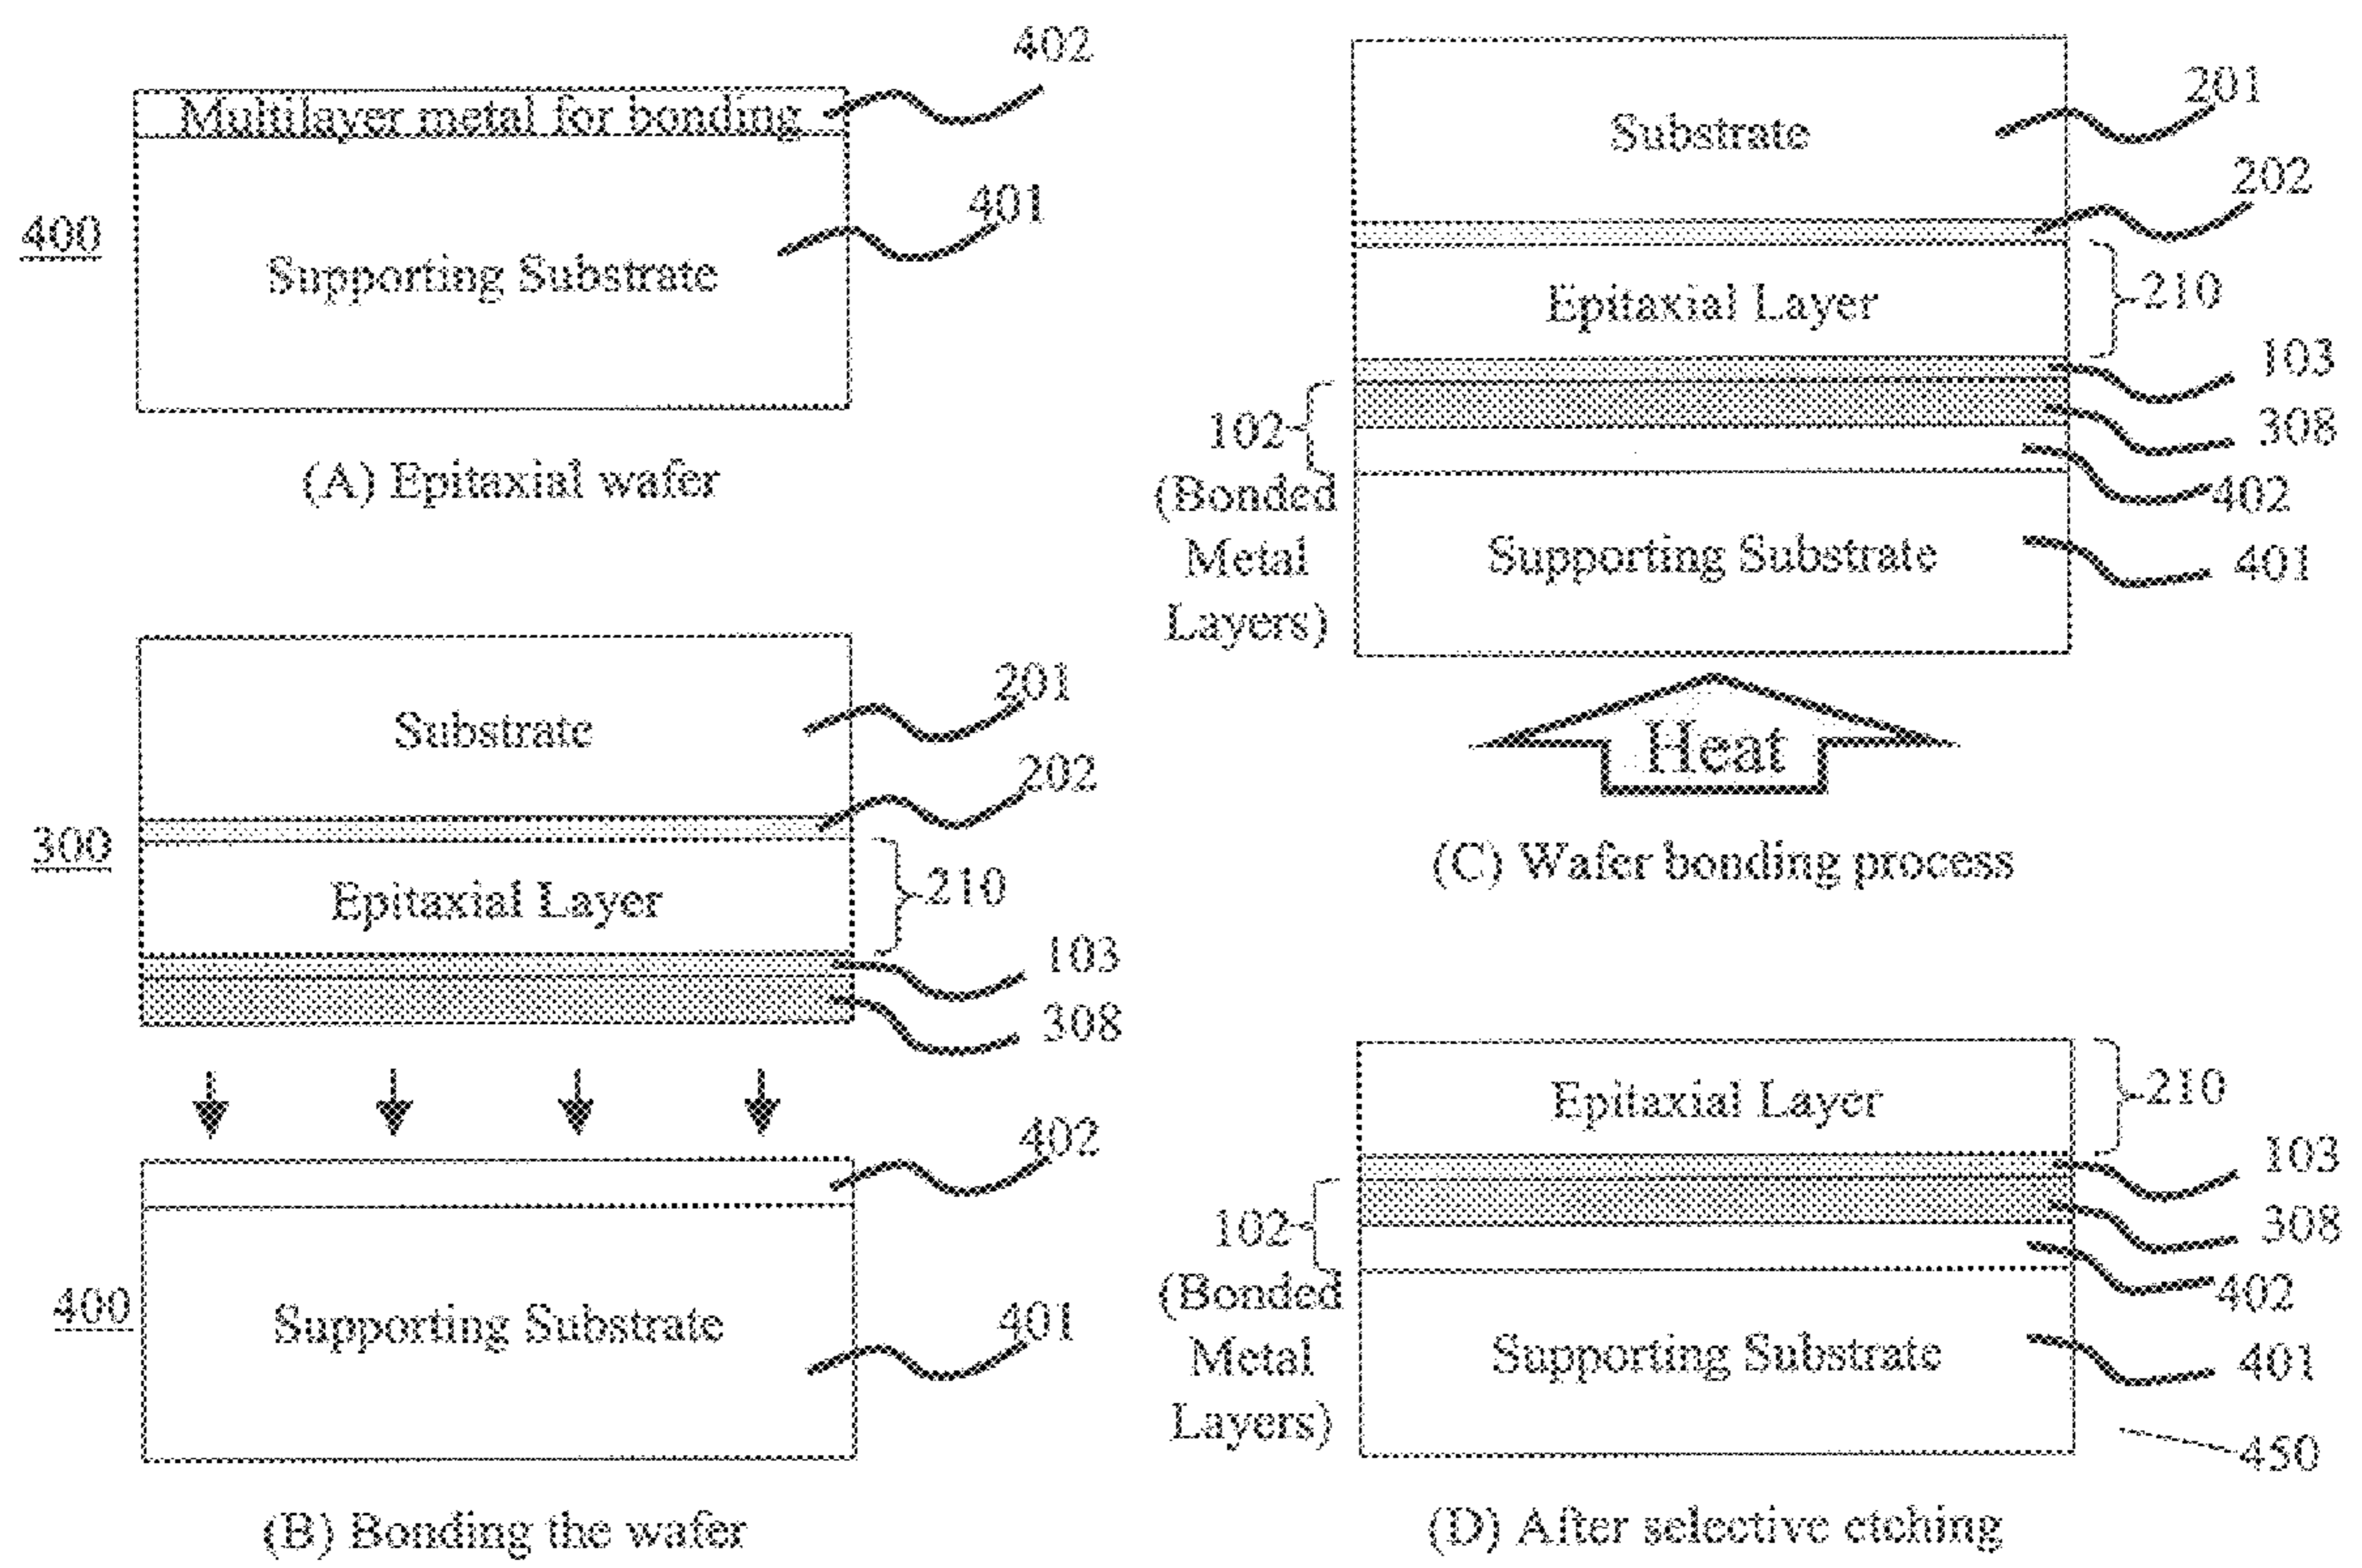 402
Multilayer metal for bonding
401
400
Supporting Substrate
(A) Epitaxial wafer
201
Substrate
202
300
Epitaxial Layer
210
103
308
402
400
Supporting Substrate
401
(B) Bonding the wafer
201
Substrate
202
Epitaxial Layer
210
103
308
102
(Bonded
Metal
Layers)
402
Supporting Substrate
401
Heat
(C) Wafer bonding process
Epitaxial Layer
210
103
308
102
(Bonded
Metal
Layers)
402
Supporting Substrate
401
450
(D) After selective etching